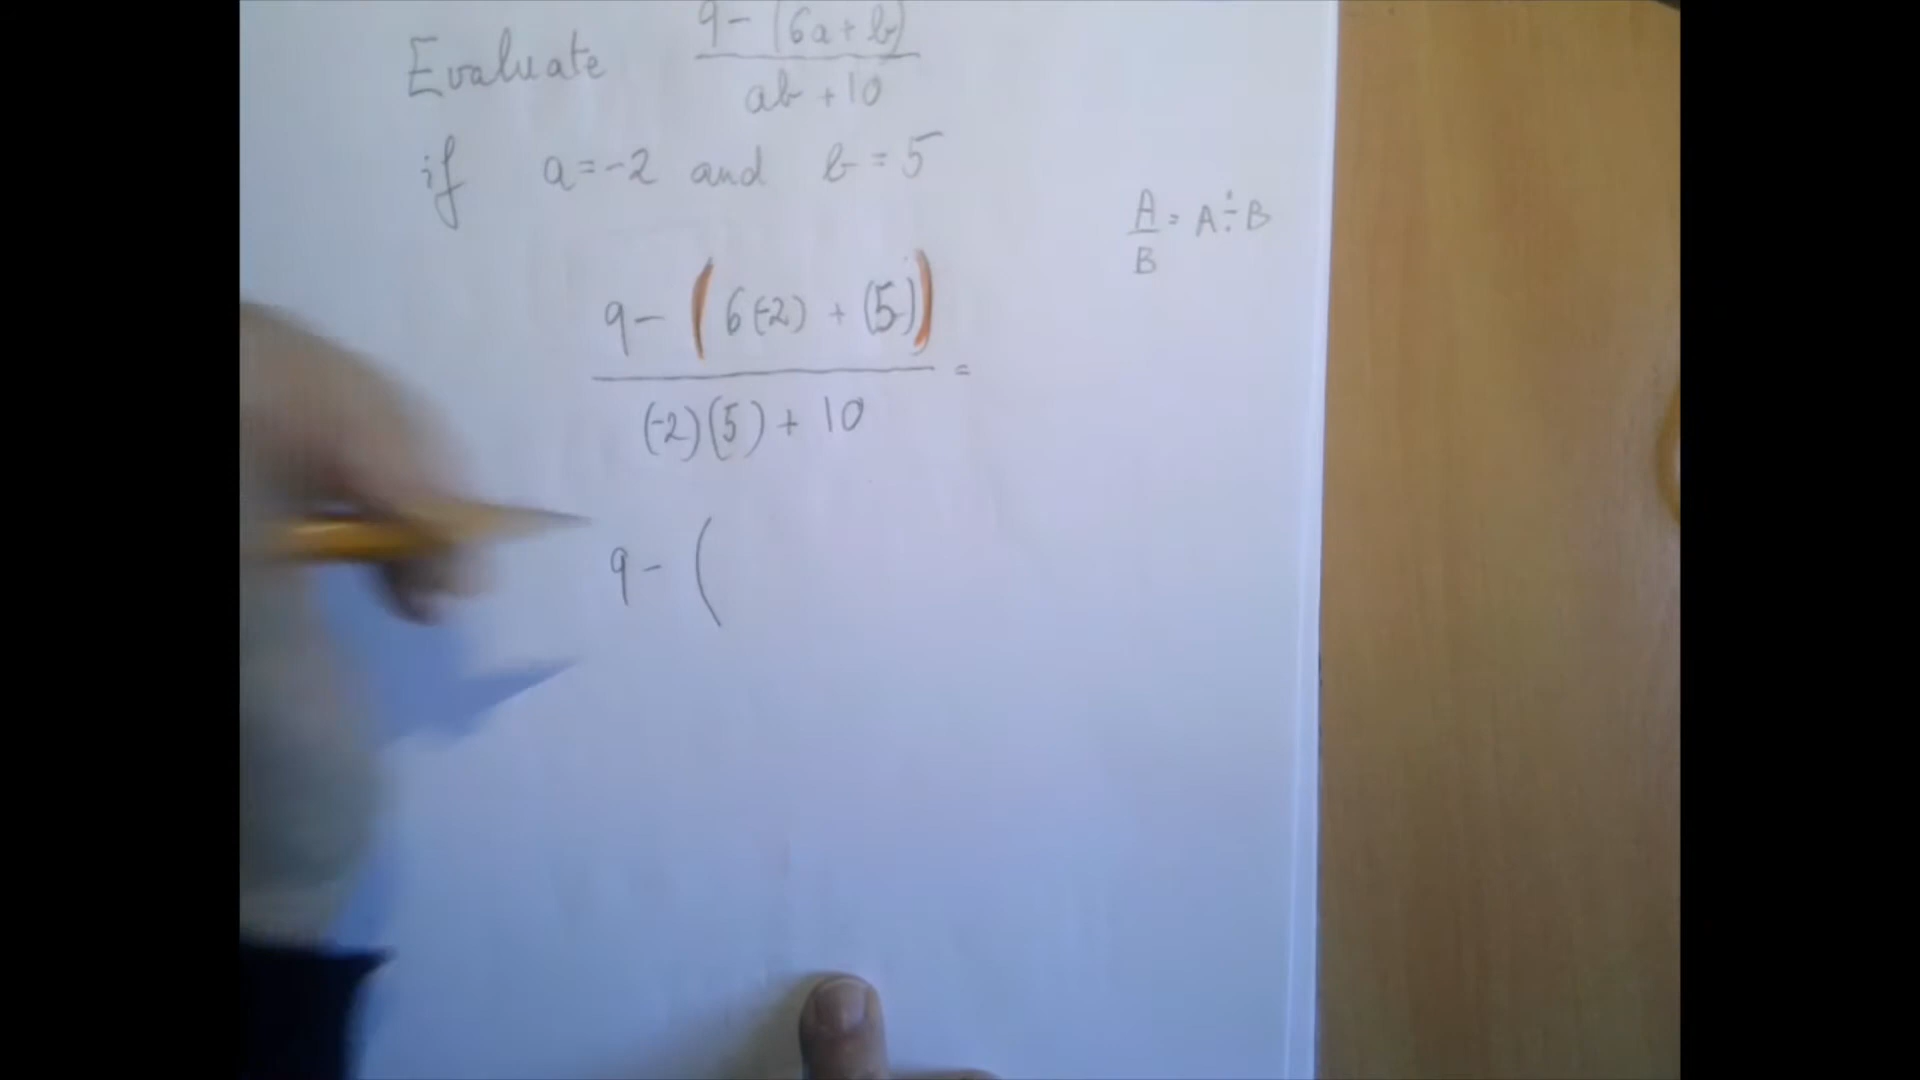 Evaluate 9-(6a+b)/ab+10
if a=-2 and b=5
A/B = A÷B
9-(6(-2)+(5))/(-2)(5)+10 =
9-(